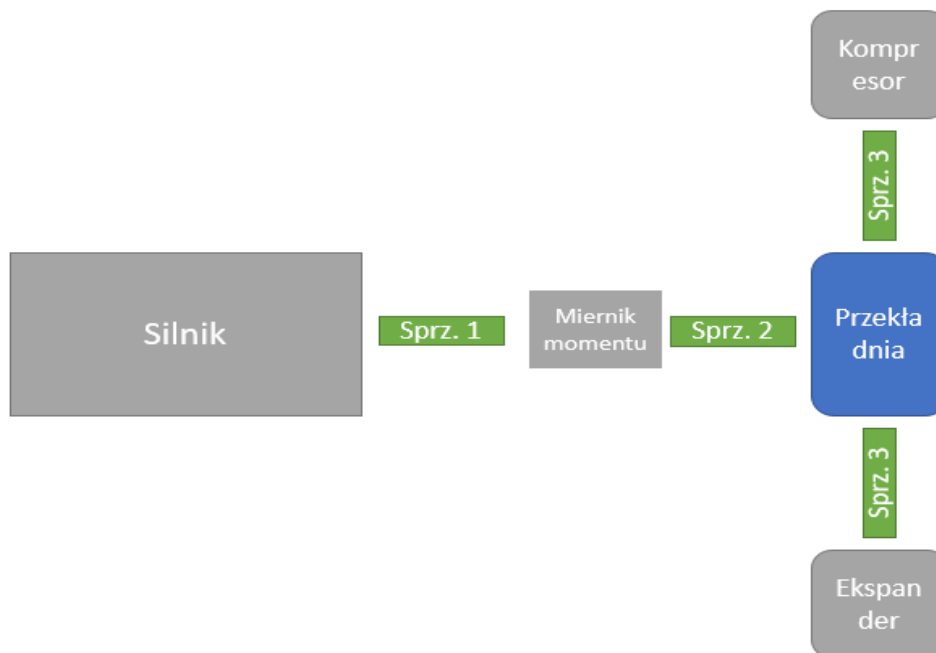 Kompr
esor
Sprz. 3
Silnik
Sprz. 1
Miernik
momentu
Sprz. 2
Przekła
dnia
Sprz. 3
Ekspan
der